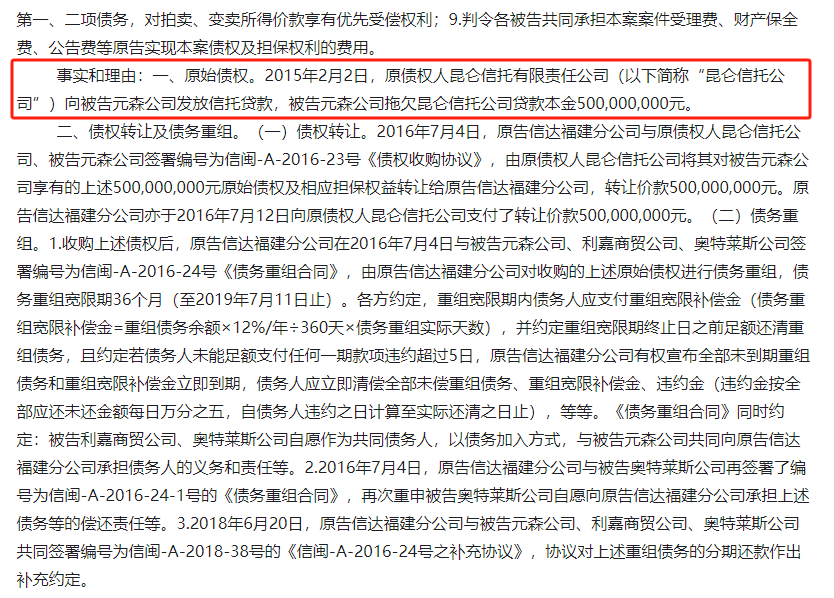 第一、二项债务，对拍卖、变卖所得价款享有优先受偿权利；9.判令各被告共同承担本案案件受理费、财产保全
费、公告费等原告实现本案债权及担保权利的费用。
事实和理由：一、原始债权。2015年2月2日，原债权人昆仑信托有限责任公司（以下简称“昆仑信托公
司”）向被告元森公司发放信托贷款，被告元森公司拖欠昆仑信托公司贷款本金500,000,000元。
二、债权转让及债务重组。（一）债权转让。2016年7月4日，原告信达福建分公司与原债权人昆仑信托公
司、被告元森公司签署编号为信闽-A-2016-23号《债权收购协议》，由原债权人昆仑信托公司将其对被告元森公
司享有的上述500,000,000元原始债权及相应担保权益转让给原告信达福建分公司，转让价款500,000,000元。原
告信达福建分公司亦于2016年7月12日向原债权人昆仑信托公司支付了转让价款500,000,000元。（二）债务重
组。1.收购上述债权后，原告信达福建分公司在2016年7月4日与被告元森公司、利嘉商贸公司、奥特莱斯公司签
署编号为信闽-A-2016-24号《债务重组合同》，由原告信达福建分公司对收购的上述原始债权进行债务重组，债
务重组宽限期36个月（至2019年7月11日止）。各方约定，重组宽限期内债务人应支付重组宽限补偿金（债务重
组宽限补偿金=重组债务余额×12%/年÷360天×债务重组实际天数），并约定重组宽限期终止日之前足额还清重
组债务，且约定若债务人未能足额支付任何一期款项违约超过5日，原告信达福建分公司有权宣布全部未到期重组
债务和重组宽限补偿金立即到期，债务人应立即清偿全部未偿重组债务、重组宽限补偿金、违约金（违约金按全
部应还未还金额每日万分之五，自债务人违约之日计算至实际还清之日止），等等。《债务重组合同》同时约
定：被告利嘉商贸公司、奥特莱斯公司自愿作为共同债务人，以债务加入方式，与被告元森公司共同向原告信达
福建分公司承担债务人的义务和责任等。2.2016年7月4日，原告信达福建分公司与被告奥特莱斯公司再签署了编
号为信闽-A-2016-24-1号的《债务重组合同》，再次重申被告奥特莱斯公司自愿向原告信达福建分公司承担上述
债务等的偿还责任等。3.2018年6月20日，原告信达福建分公司与被告元森公司、利嘉商贸公司、奥特莱斯公司
共同签署编号为信闽-A-2018-38号的《信闽-A-2016-24号之补充协议》，协议对上述重组债务的分期还款作出
补充约定。